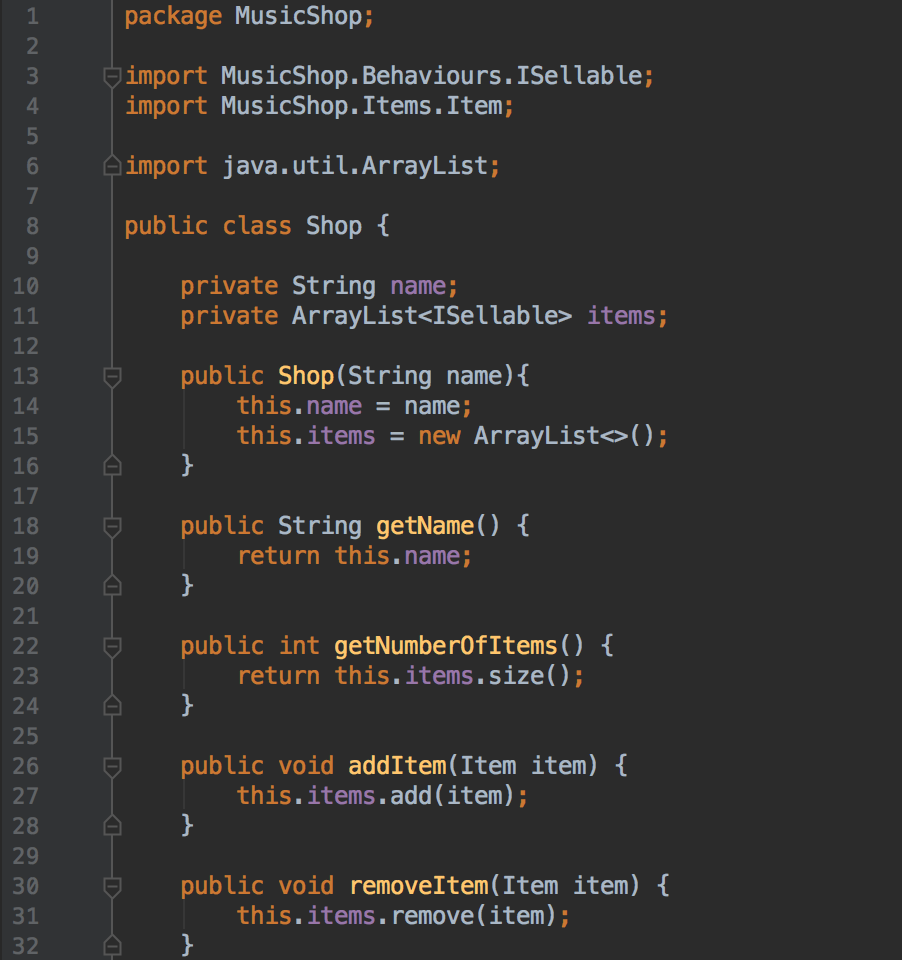 1 package MusicShop;
2
3 import MusicShop.Behaviours.ISellable;
4 import MusicShop.Items.Item;
5
6 import java.util.ArrayList;
7
8 public class Shop {
9
10     private String name;
11     private ArrayList<ISellable> items;
12
13     public Shop(String name){
14         this.name = name;
15         this.items = new ArrayList<>();
16     }
17
18     public String getName() {
19         return this.name;
20     }
21
22     public int getNumberOfItems() {
23         return this.items.size();
24     }
25
26     public void addItem(Item item) {
27         this.items.add(item);
28     }
29
30     public void removeItem(Item item) {
31         this.items.remove(item);
32     }